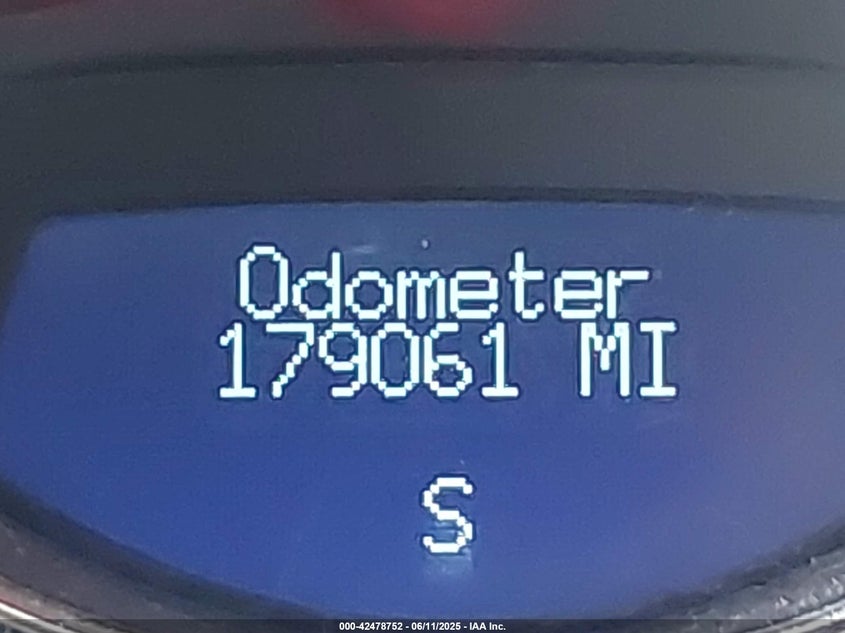 Odometer
179061 MI
S
000-42478752 - 06/11/2025 - IAA Inc.